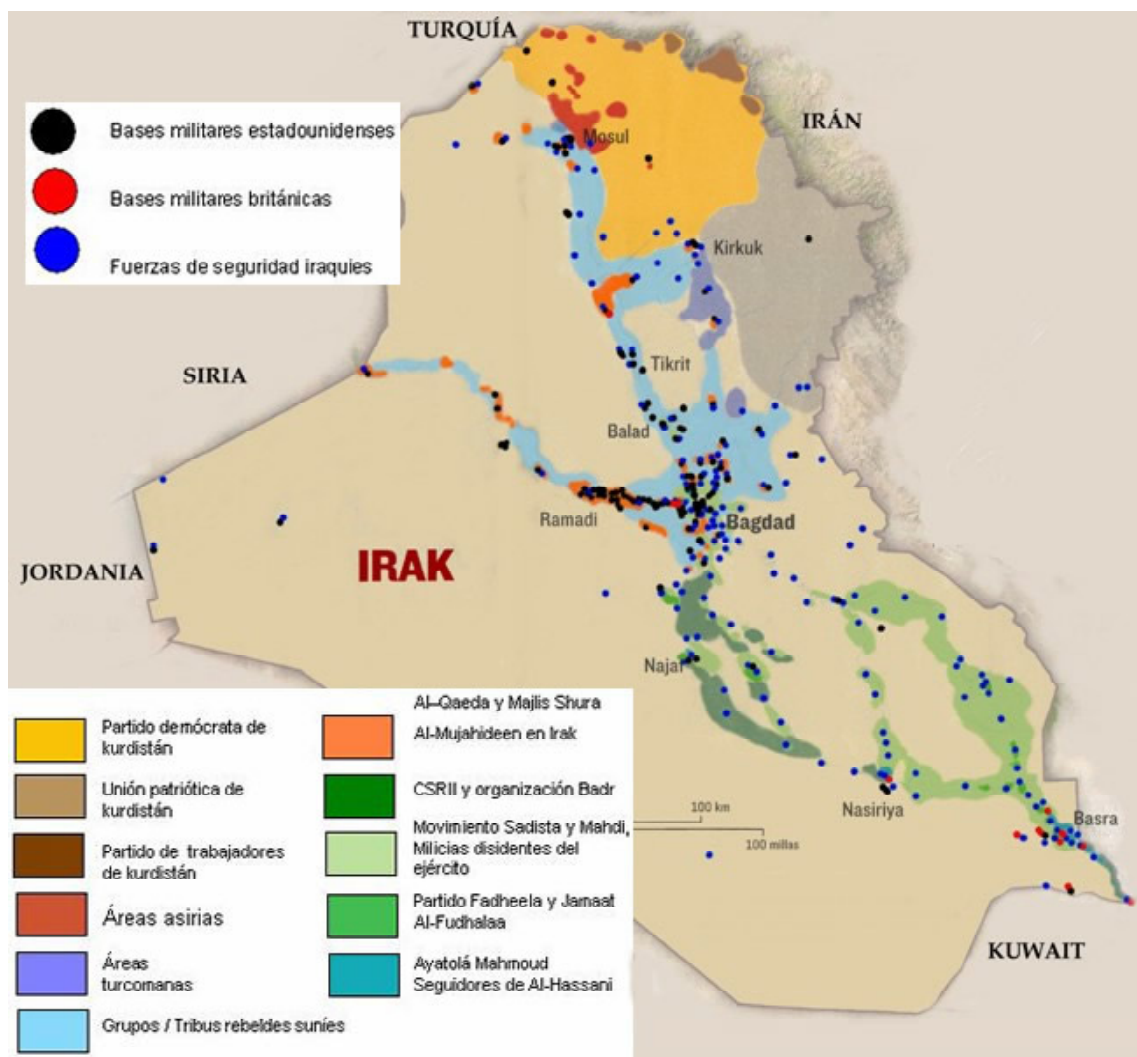 TURQUÍA
Bases militares estadounidenses
Bases militares británicas
Fuerzas de seguridad iraquies
IRÁN
Mosul
Kirkuk
SIRIA
Tikrit
Balad
Ramadi
Bagdad
JORDANIA
IRAK
Najaf
Nasiriya
Basra
100 km
100 millas
KUWAIT
Partido demócrata de
kurdistán
Unión patriótica de
kurdistán
Partido de trabajadores
de kurdistán
Áreas asirias
Áreas
turcomanas
Grupos / Tribus rebeldes suníes
Al-Qaeda y Majlis Shura
Al-Mujahideen en Irak
CSRII y organización Badr
Movimiento Sadista y Mahdi,
Milicias disidentes del
ejército
Partido Fadheela y Jamaat
Al-Fudhalaa
Ayatolá Mahmoud
Seguidores de Al-Hassani